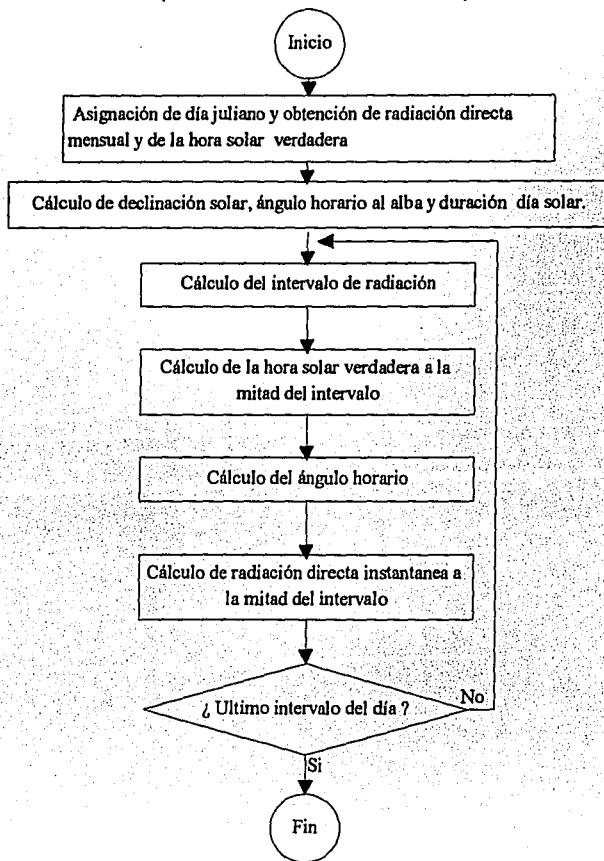 Inicio
Asignación de día juliano y obtención de radiación directa
mensual y de la hora solar verdadera
Cálculo de declinación solar, ángulo horario al alba y duración día solar.
Cálculo del intervalo de radiación
Cálculo de la hora solar verdadera a la
mitad del intervalo
Cálculo del ángulo horario
Cálculo de radiación directa instantanea a
la mitad del intervalo
¿ Ultimo intervalo del día ?
No
Si
Fin